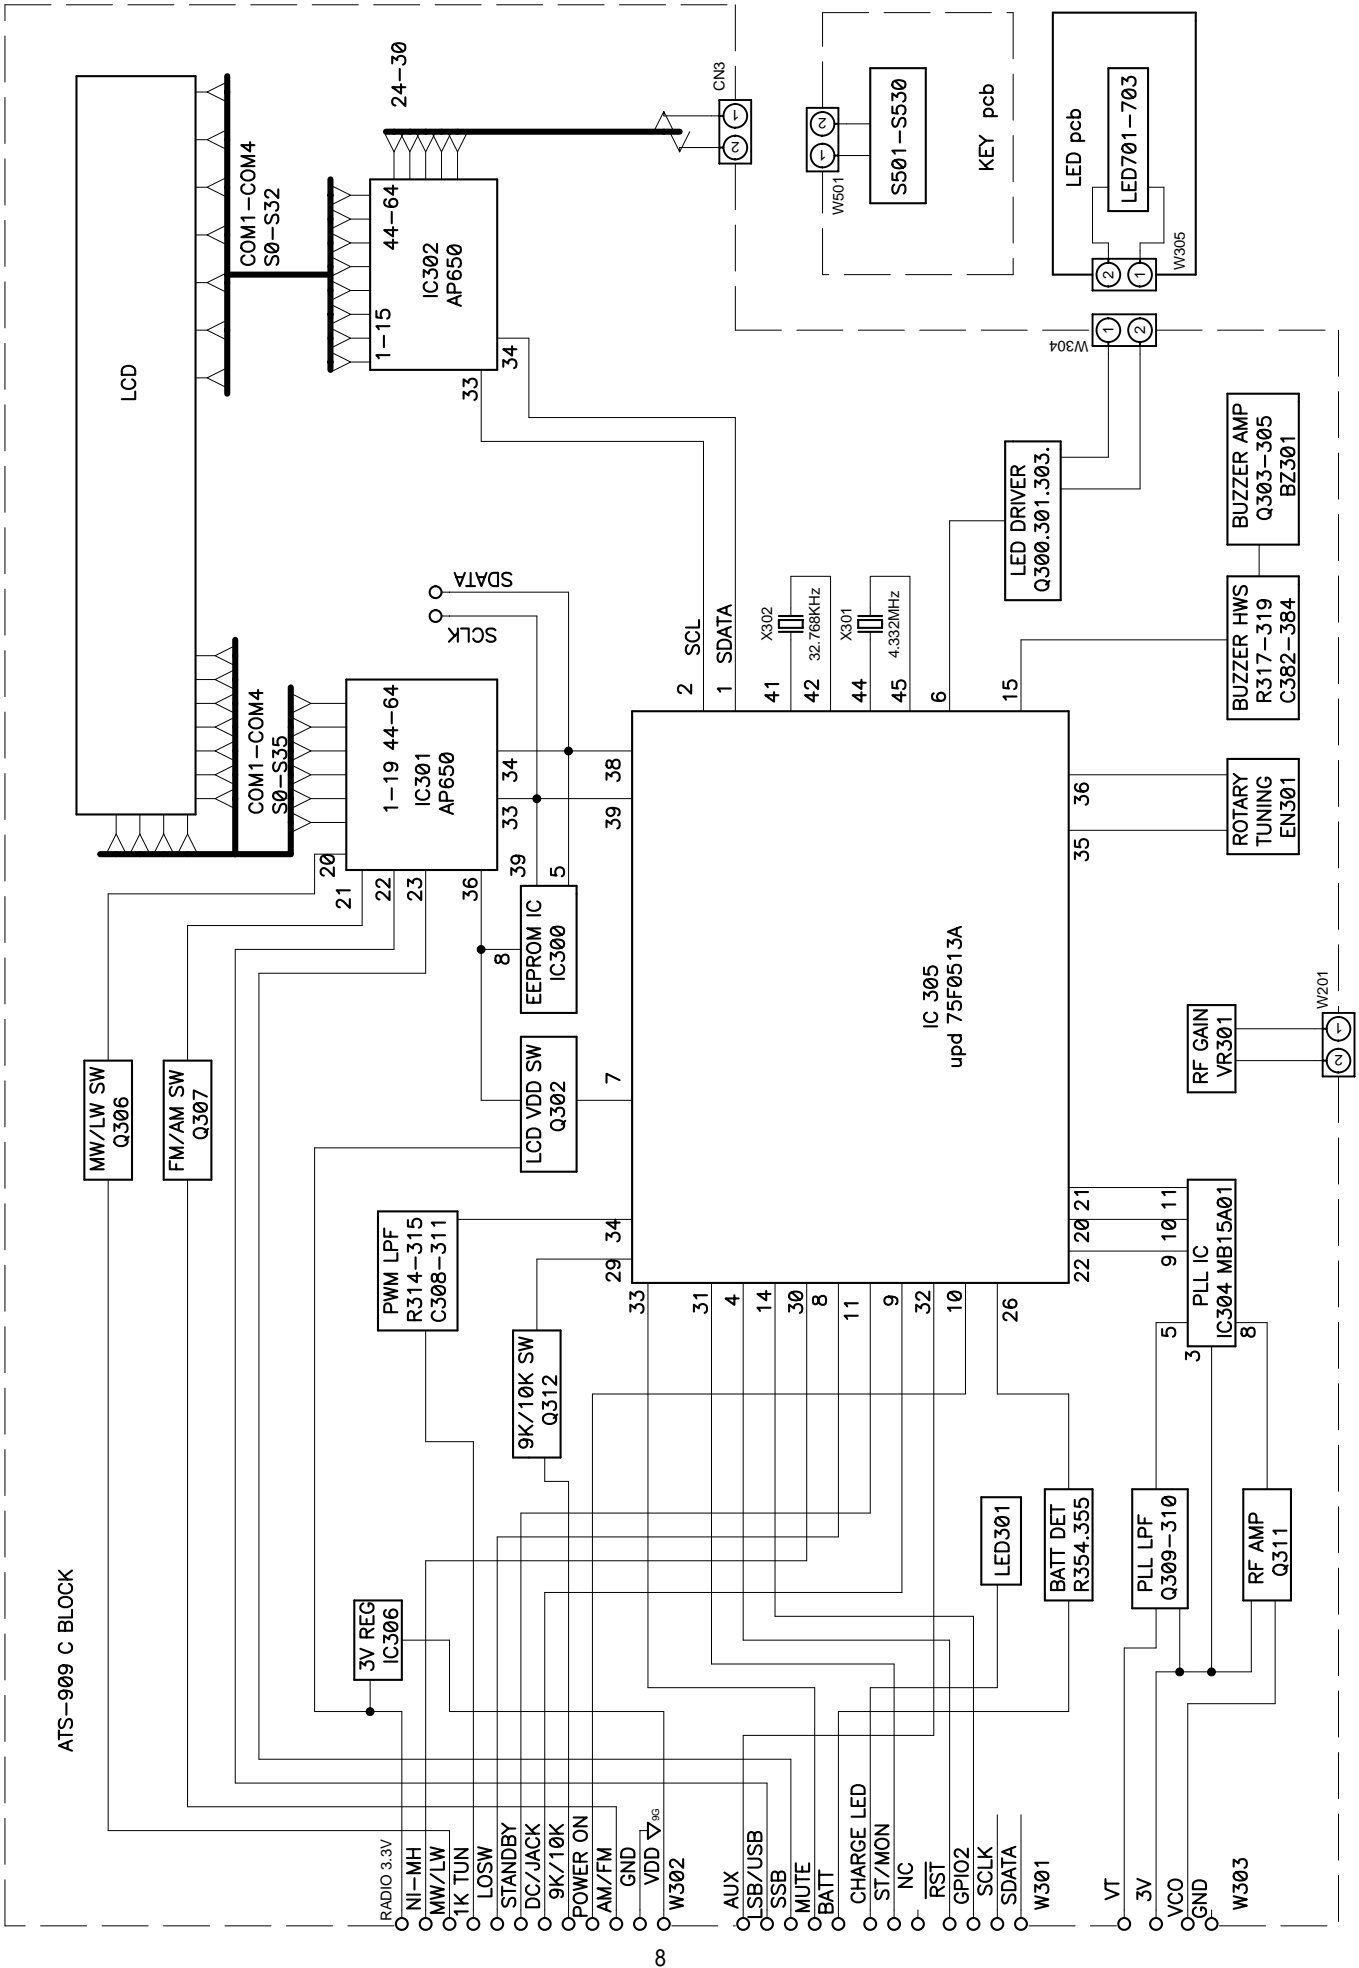 ATS-909 C BLOCK
LCD
COM1-COM4
S0-S32
24-30
44-64
IC302
AP650
1-15
33
34
CN3
1
2
2
1
W501
S501-S530
KEY pcb
LED pcb
LED701-703
W305
2
1
W304
1
2
COM1-COM4
S0-S35
1-19 44-64
IC301
AP650
20
21
22
23
36
33
34
SDATA
SCLK
39
5
8
EEPROM IC
IC300
LCD VDD SW
Q302
7
39
38
SCL
SDATA
2
1
X302
32.768KHz
41
42
X301
4.332MHz
44
45
6
15
LED DRIVER
Q300.301.303.
BUZZER AMP
Q303-305
BZ301
BUZZER HWS
R317-319
C382-384
ROTARY
TUNING
EN301
36
35
IC 305
upd 75F0513A
RF GAIN
VR301
W201
1
2
MW/LW SW
Q306
FM/AM SW
Q307
PWM LPF
R314-315
C308-311
34
29
9K/10K SW
Q312
33
31
4
14
30
8
11
9
32
10
26
21
20
22
11
10
9
PLL IC
IC304 MB15A01
5
3
8
3V REG
IC306
LED301
BATT DET
R354.355
PLL LPF
Q309-310
RF AMP
Q311
RADIO 3.3V
NI-MH
MW/LW
1K TUN
LOSW
STANDBY
DC/JACK
9K/10K
POWER ON
AM/FM
GND
VDD
9G
W302
AUX
LSB/USB
SSB
MUTE
BATT
CHARGE LED
ST/MON
NC
RST
GPIO2
SCLK
SDATA
W301
VT
3V
VCO
GND
W303
8